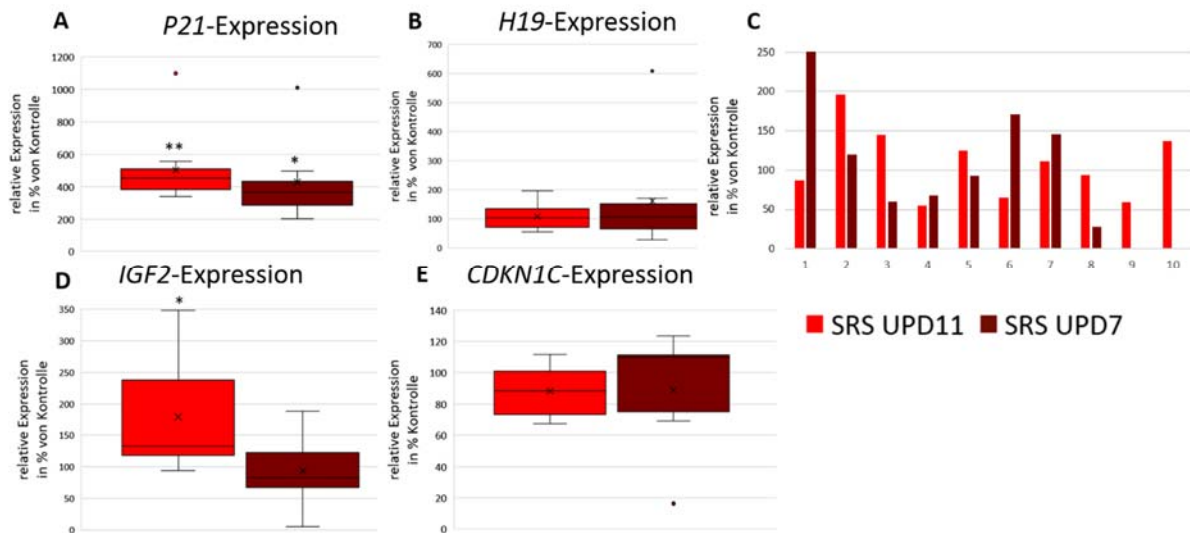 A P21-Expression
relative Expression
in % von Kontrolle
1200
1000
800
600
400
200
0
**
*
B H19-Expression
relative Expression
in % von Kontrolle
700
600
500
400
300
200
100
0
C
relative Expression
in % von Kontrolle
250
200
150
100
50
0
1 2 3 4 5 6 7 8 9 10
SRS UPD11 SRS UPD7
D IGF2-Expression
relative Expression
in % von Kontrolle
350
300
250
200
150
100
50
0
*
E CDKN1C-Expression
relative Expression
in % Kontrolle
140
120
100
80
60
40
20
0